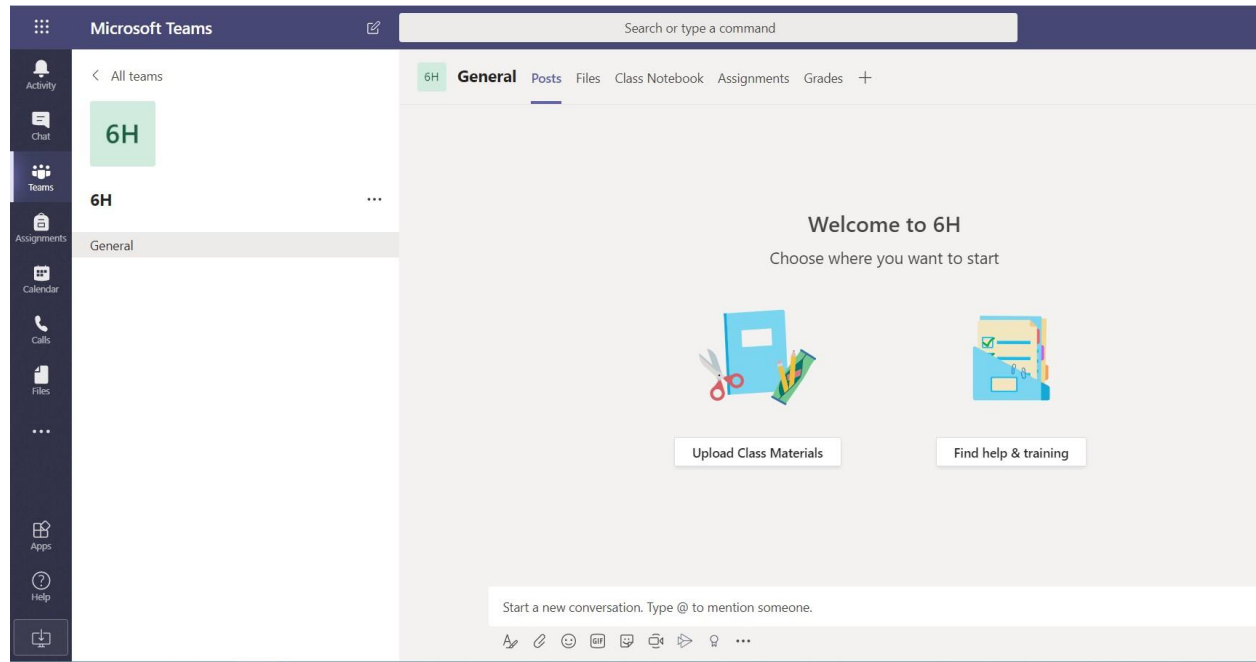 Microsoft Teams
Search or type a command
Activity
Chat
Teams
Assignments
Calendar
Calls
Files
Apps
Help
All teams
6H
6H
General
6H General Posts Files Class Notebook Assignments Grades
Welcome to 6H
Choose where you want to start
Upload Class Materials Find help & training
Start a new conversation. Type @ to mention someone.
GIF